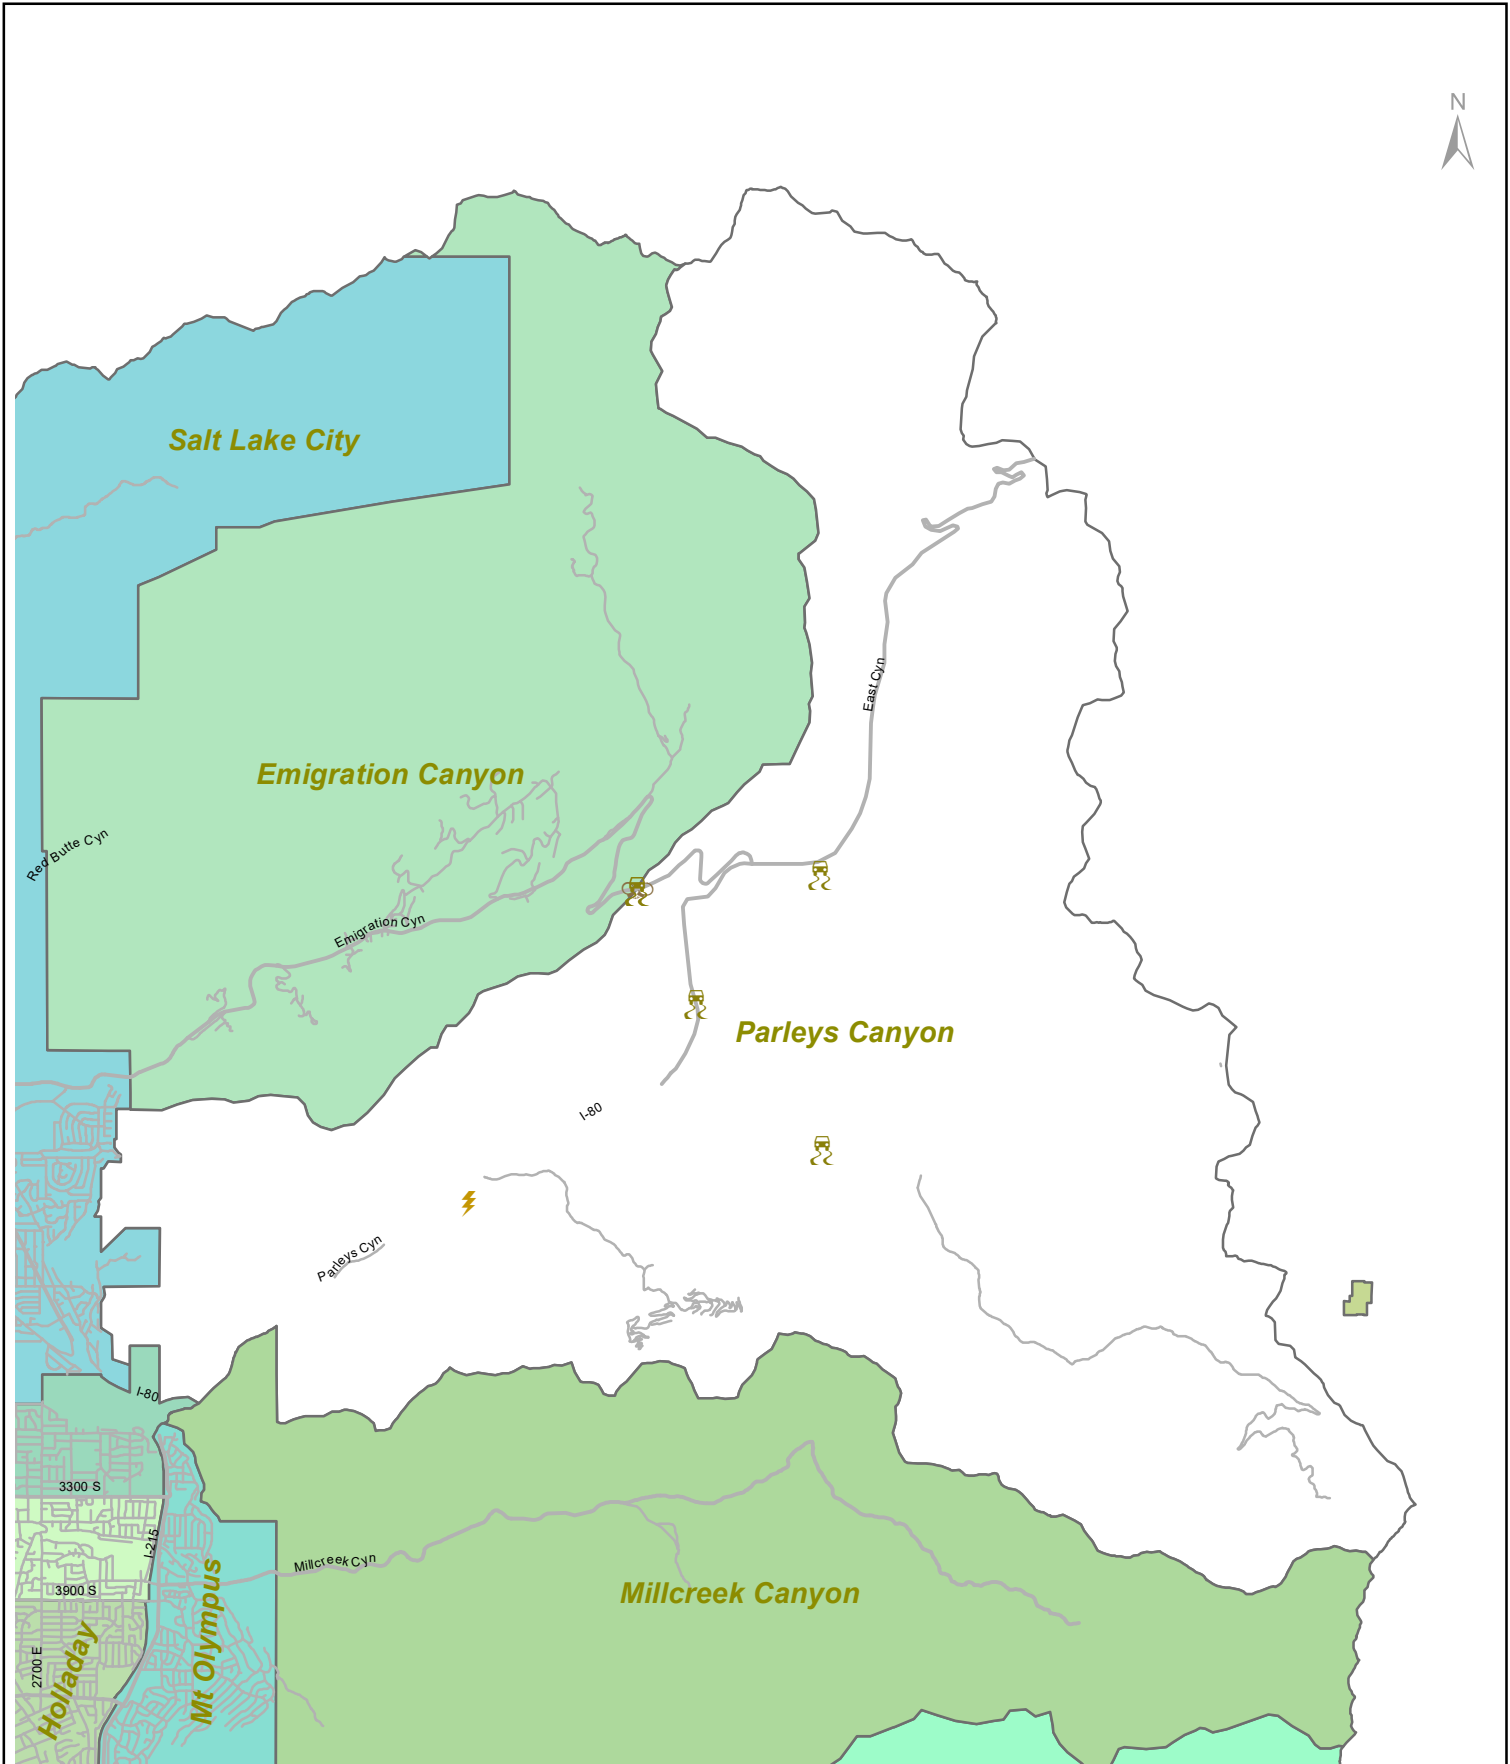 N
Salt Lake City
East Cyn
Emigration Canyon
Red Butte Cyn
Emigration Cyn
Parleys Canyon
I-80
Parleys Cyn
I-80
3300 S
I-215
Millcreek Cyn
3900 S
Millcreek Canyon
Mt Olympus
Holladay
2700 E